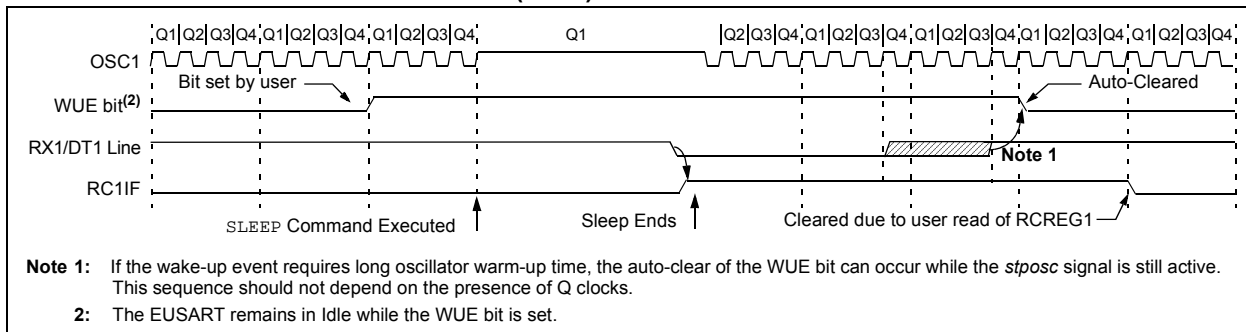 Q1 Q2 Q3 Q4 Q1 Q2 Q3 Q4 Q1 Q2 Q3 Q4 Q1 Q2 Q3 Q4 Q1 Q2 Q3 Q4 Q1 Q2 Q3 Q4 Q1 Q2 Q3 Q4
OSC1
Bit set by user
Auto-Cleared
WUE bit(2)
RX1/DT1 Line
Note 1
RC1IF
SLEEP Command Executed
Sleep Ends
Cleared due to user read of RCREG1
Note 1: If the wake-up event requires long oscillator warm-up time, the auto-clear of the WUE bit can occur while the stposc signal is still active.
This sequence should not depend on the presence of Q clocks.
2: The EUSART remains in Idle while the WUE bit is set.